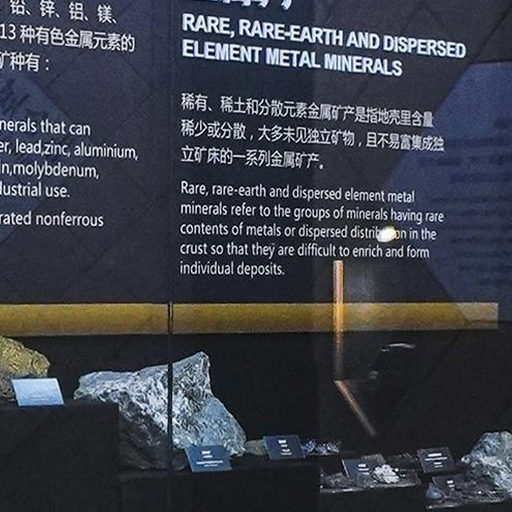 铅、锌、铝、镁、
13 种有色金属元素的
矿种有：
nerals that can
er, lead,zinc, aluminium,
in,molybdenum,
dustrial use.
rated nonferrous
RARE, RARE-EARTH AND DISPERSED
ELEMENT METAL MINERALS
稀有、稀土和分散元素金属矿产是指地壳里含量
稀少或分散，大多未见独立矿物，且不易富集成独
立矿床的一系列金属矿产。
Rare, rare-earth and dispersed element metal
minerals refer to the groups of minerals having rare
contents of metals or dispersed distribution in the
crust so that they are difficult to enrich and form
individual deposits.